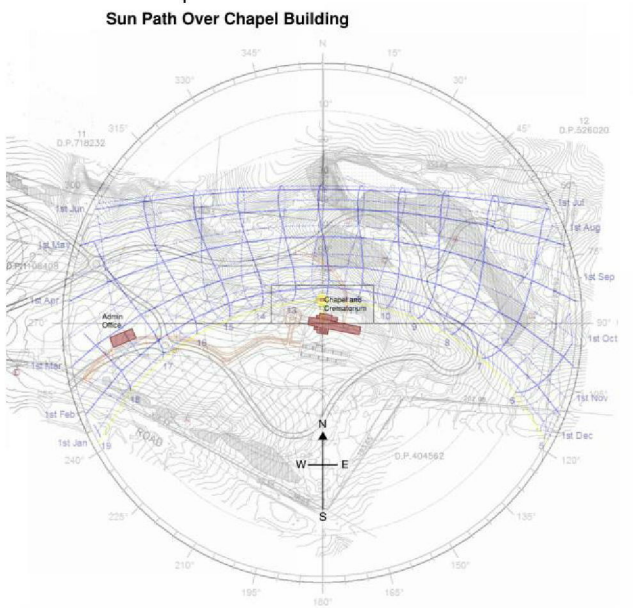 Sun Path Over Chapel Building
N
345°
15°
330°
30°
11
D.P.718232
315°
12
D.P.526020
45°
1st Jun
1st Jul
1st Aug
75°
1st Sep
1st Apr
Chapel and
Crematorium
15
14
13
10
9
8
270°
90°
Admin
Office
1st Oct
16
17
7
1st Mar
18
6
1st Nov
1st Feb
1st Jan
19
5
1st Dec
240°
120°
ROAD
N
W
E
S
D.P.404562
225°
135°
210°
150°
195°
165°
180°